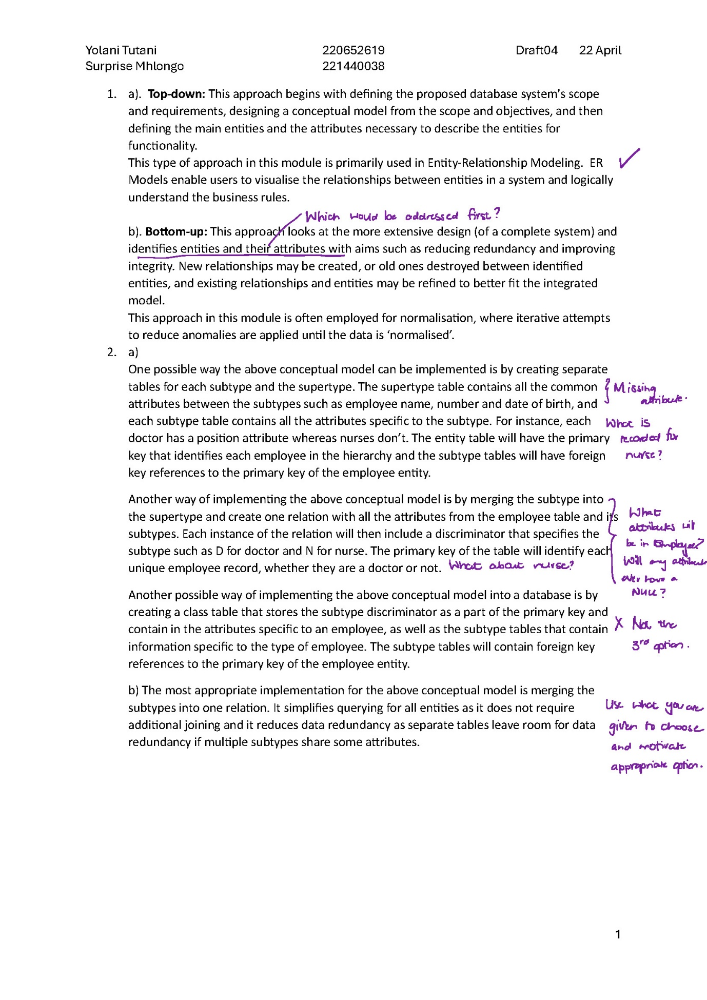 Yolani Tutani 220652619 Draft04 22 April
Surprise Mhlongo 221440038
1. a). Top-down: This approach begins with defining the proposed database system's scope
and requirements, designing a conceptual model from the scope and objectives, and then
defining the main entities and the attributes necessary to describe the entities for
functionality.
This type of approach in this module is primarily used in Entity-Relationship Modeling. ER
Models enable users to visualise the relationships between entities in a system and logically
understand the business rules.
Which would be addressed first?
b). Bottom-up: This approach looks at the more extensive design (of a complete system) and
identifies entities and their attributes with aims such as reducing redundancy and improving
integrity. New relationships may be created, or old ones destroyed between identified
entities, and existing relationships and entities may be refined to better fit the integrated
model.
This approach in this module is often employed for normalisation, where iterative attempts
to reduce anomalies are applied until the data is ‘normalised’.
2. a)
One possible way the above conceptual model can be implemented is by creating separate
tables for each subtype and the supertype. The supertype table contains all the common
attributes between the subtypes such as employee name, number and date of birth, and
each subtype table contains all the attributes specific to the subtype. For instance, each
doctor has a position attribute whereas nurses don’t. The entity table will have the primary
key that identifies each employee in the hierarchy and the subtype tables will have foreign
key references to the primary key of the employee entity.
Missing
attribute.
What is
recorded for
nurse?
Another way of implementing the above conceptual model is by merging the subtype into
the supertype and create one relation with all the attributes from the employee table and its
subtypes. Each instance of the relation will then include a discriminator that specifies the
subtype such as D for doctor and N for nurse. The primary key of the table will identify each
unique employee record, whether they are a doctor or not. What about nurse?
What
attributes will
be in Employee?
Will any attribute
ever have a
NULL?
Another possible way of implementing the above conceptual model into a database is by
creating a class table that stores the subtype discriminator as a part of the primary key and
contain in the attributes specific to an employee, as well as the subtype tables that contain
information specific to the type of employee. The subtype tables will contain foreign key
references to the primary key of the employee entity.
X Not the
3rd option.
b) The most appropriate implementation for the above conceptual model is merging the
subtypes into one relation. It simplifies querying for all entities as it does not require
additional joining and it reduces data redundancy as separate tables leave room for data
redundancy if multiple subtypes share some attributes.
Use what you are
given to choose
and motivate
appropriate option.
1